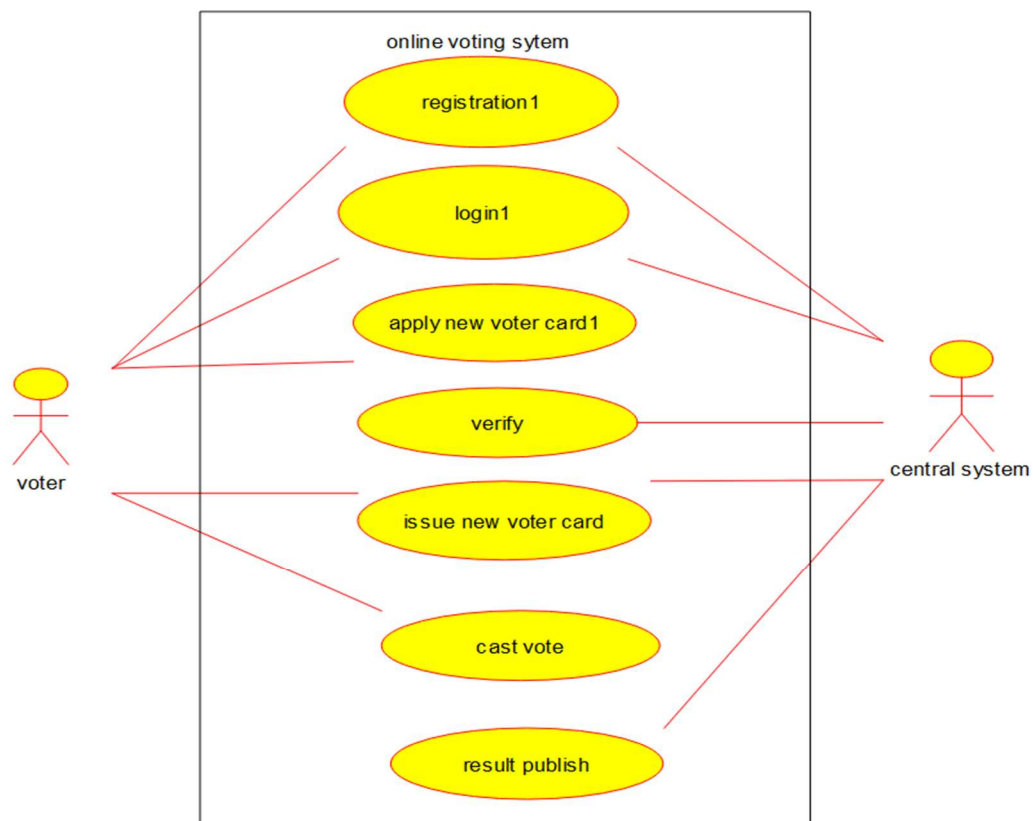 online voting sytem
registration1
login1
apply new voter card1
verify
voter
central system
issue new voter card
cast vote
result publish